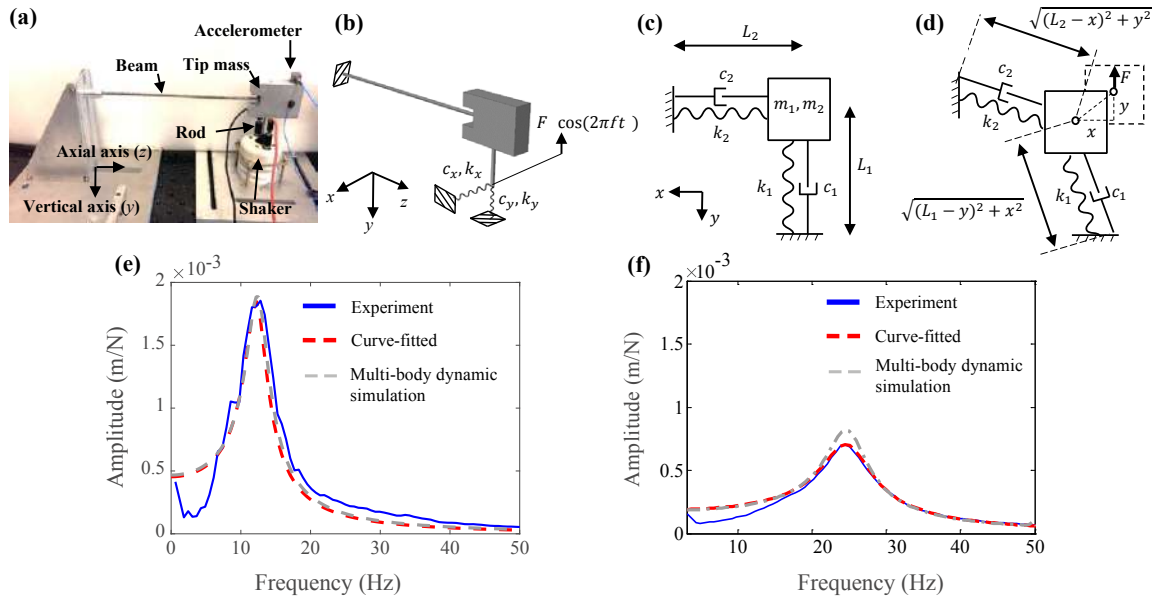 (a)
Accelerometer
Beam
Tip mass
Rod
Axial axis (z)
Shaker
Vertical axis (y)
(b)
F cos(2πft )
c_x, k_x
c_y, k_y
x
y
z
(c)
L_2
c_2
m_1, m_2
k_2
k_1
c_1
L_1
x
y
(d)
√((L_2 − x)^2 + y^2)
F
c_2
y
k_2
x
k_1
c_1
√((L_1 − y)^2 + x^2)
(e)
×10^-3
2
1.5
1
0.5
0
Amplitude (m/N)
Experiment
Curve-fitted
Multi-body dynamic
simulation
0 10 20 30 40 50
Frequency (Hz)
(f)
×10^-3
2
1.5
1
0.5
0
Amplitude (m/N)
Experiment
Curve-fitted
Multi-body dynamic
simulation
10 20 30 40 50
Frequency (Hz)